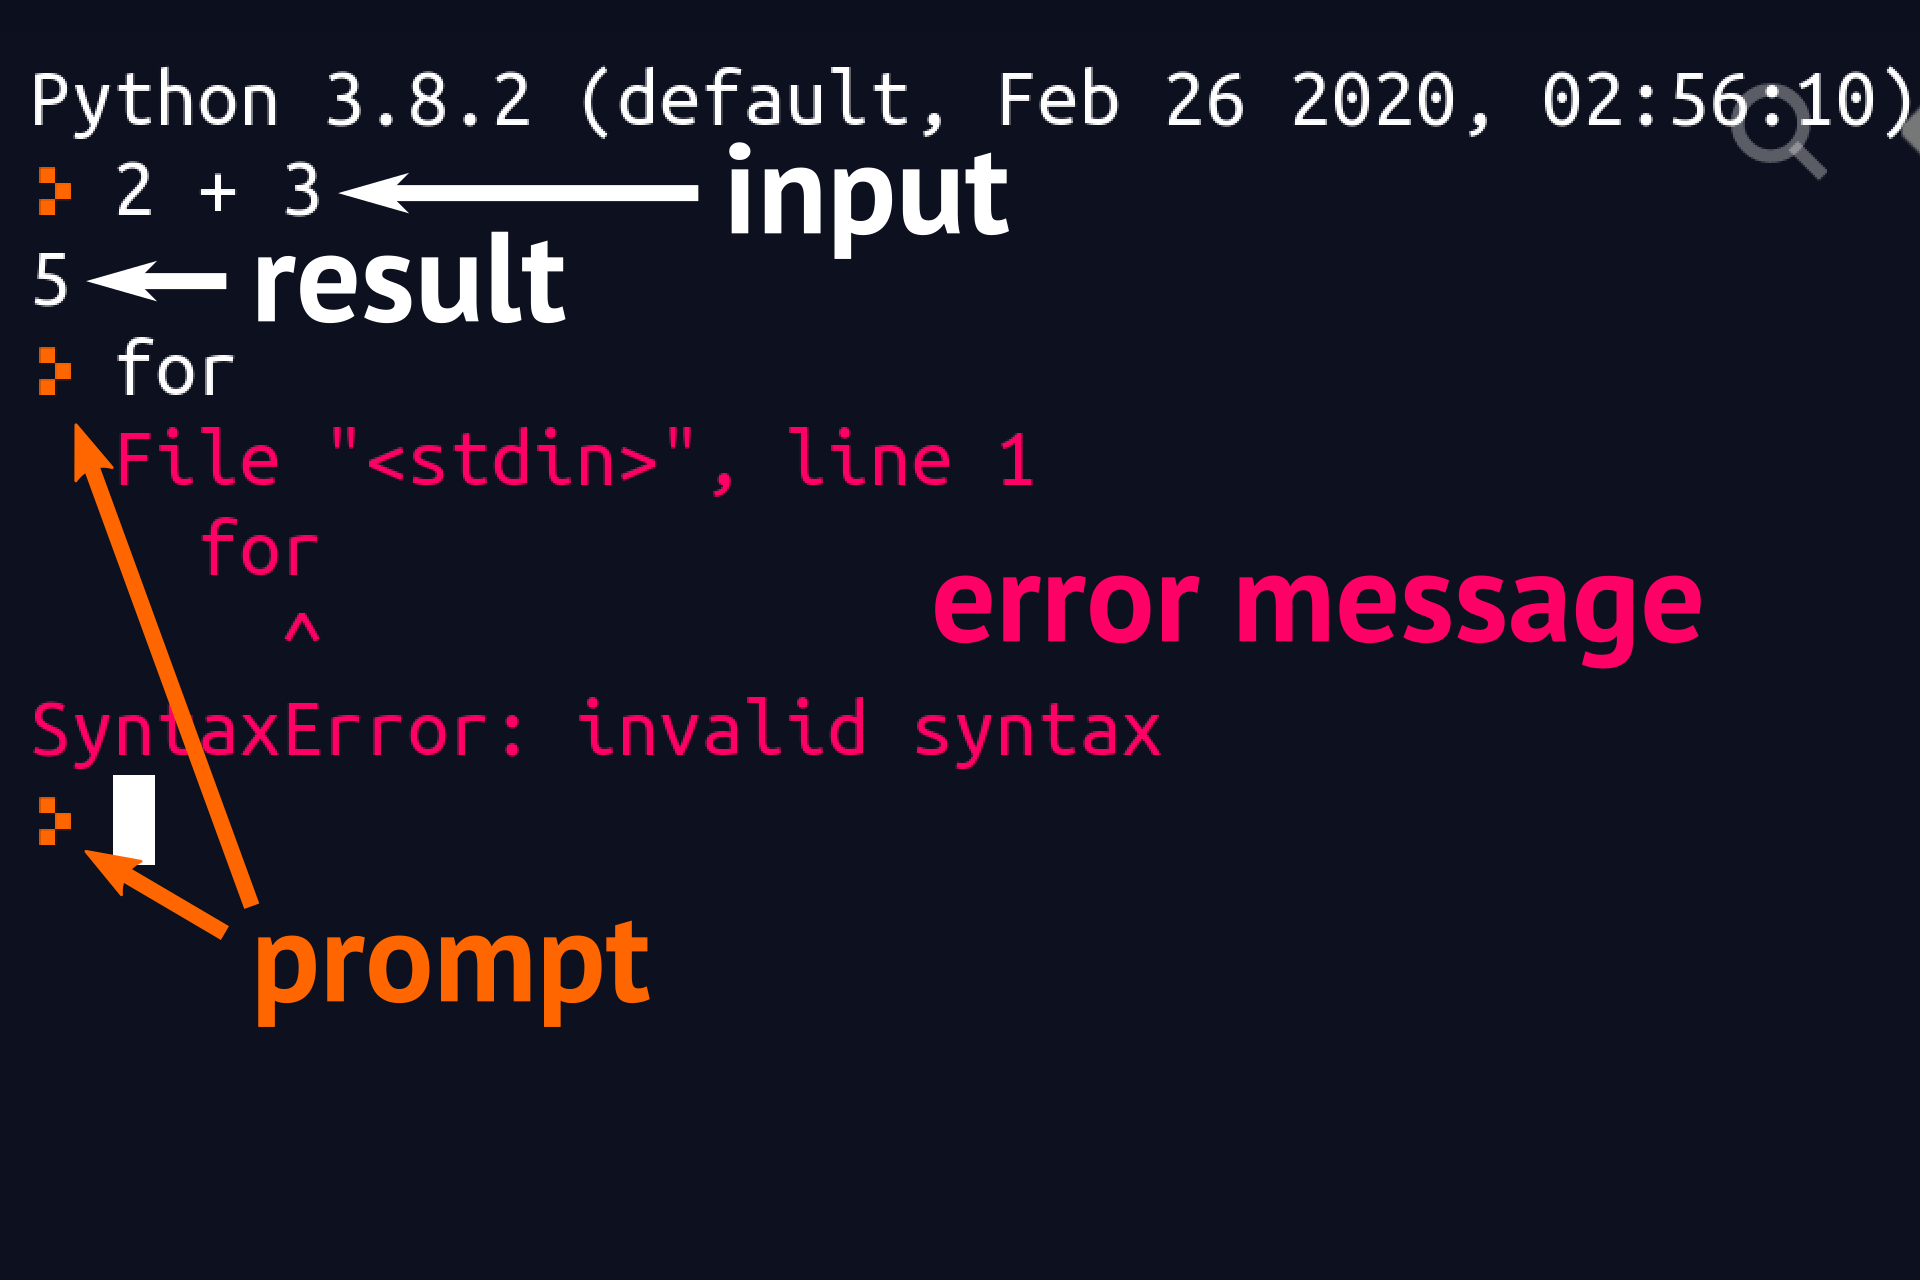 Python 3.8.2 (default, Feb 26 2020, 02:56:10)
> 2 + 3 input
5 result
> for
File "<stdin>", line 1
for
^
error message
SyntaxError: invalid syntax
>
prompt